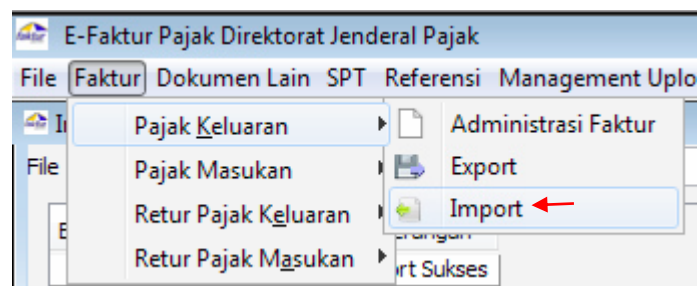 E-Faktur Pajak Direktorat Jenderal Pajak
File Faktur Dokumen Lain SPT Referensi Management Uplo
Pajak Keluaran
Administrasi Faktur
File
Pajak Masukan
Export
Retur Pajak Keluaran
Import
Retur Pajak Masukan
rt Sukses